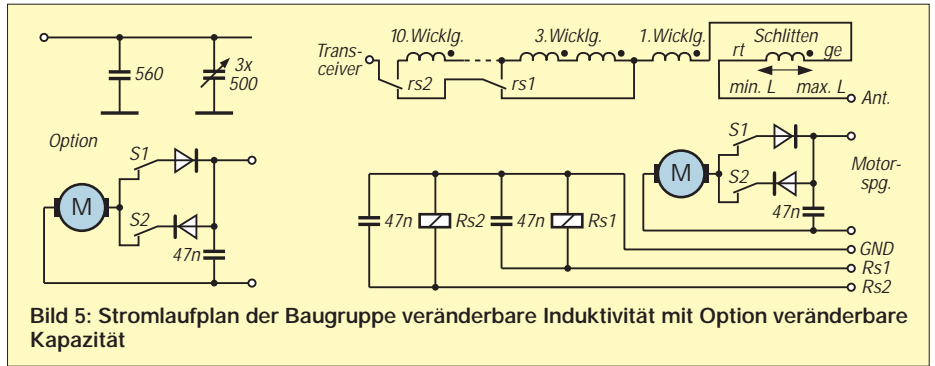 560
3x
500
Option
S1
M
S2
47n
Trans-
ceiver
10.Wicklg.
3.Wicklg.
1.Wicklg.
Schlitten
rt
ge
rs2
rs1
min. L
max. L
Ant.
47n
Rs2
47n
Rs1
S1
M
S2
47n
Motor-
spg.
GND
Rs1
Rs2
Bild 5: Stromlaufplan der Baugruppe veränderbare Induktivität mit Option veränderbare
Kapazität